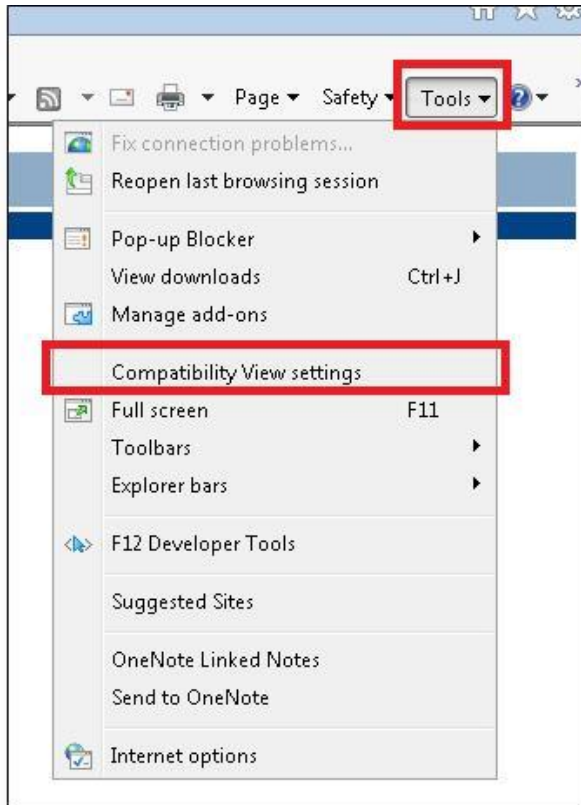 Page Safety Tools
Fix connection problems...
Reopen last browsing session
Pop-up Blocker
View downloads Ctrl+J
Manage add-ons
Compatibility View settings
Full screen F11
Toolbars
Explorer bars
F12 Developer Tools
Suggested Sites
OneNote Linked Notes
Send to OneNote
Internet options